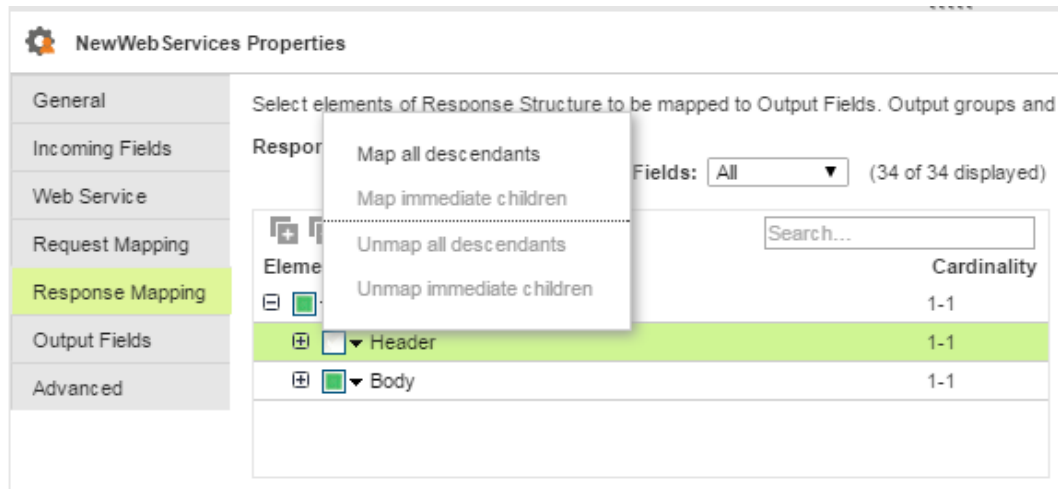 NewWebServices Properties
General
Incoming Fields
Web Service
Request Mapping
Response Mapping
Output Fields
Advanced
Select elements of Response Structure to be mapped to Output Fields. Output groups and
Respon
Fields: All (34 of 34 displayed)
Map all descendants
Map immediate children
Unmap all descendants
Unmap immediate children
Search...
Eleme Cardinality
1-1
Header 1-1
Body 1-1